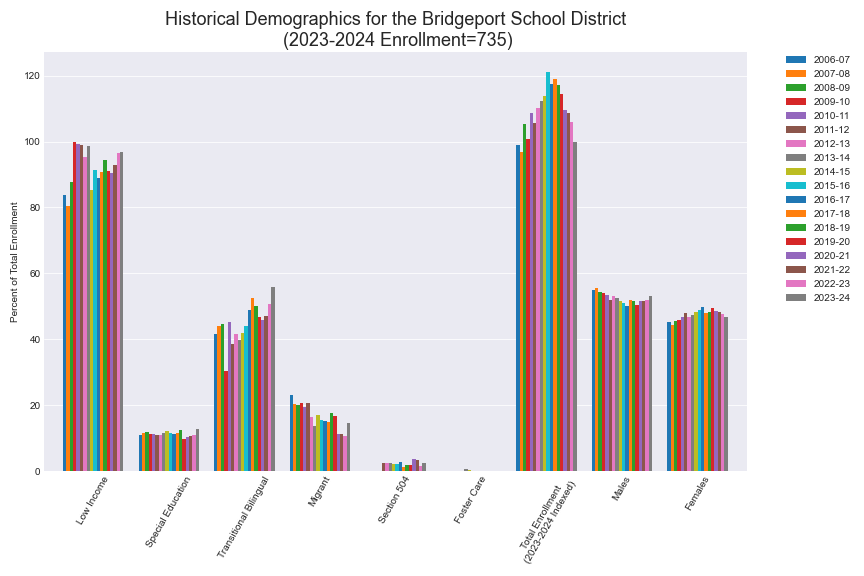 Historical Demographics for the Bridgeport School District
(2023-2024 Enrollment=735)
Percent of Total Enrollment
120
100
80
60
40
20
0
Low Income
Special Education
Transitional Bilingual
Migrant
Section 504
Foster Care
Total Enrollment
(2023-2024 Indexed)
Males
Females
2006-07
2007-08
2008-09
2009-10
2010-11
2011-12
2012-13
2013-14
2014-15
2015-16
2016-17
2017-18
2018-19
2019-20
2020-21
2021-22
2022-23
2023-24